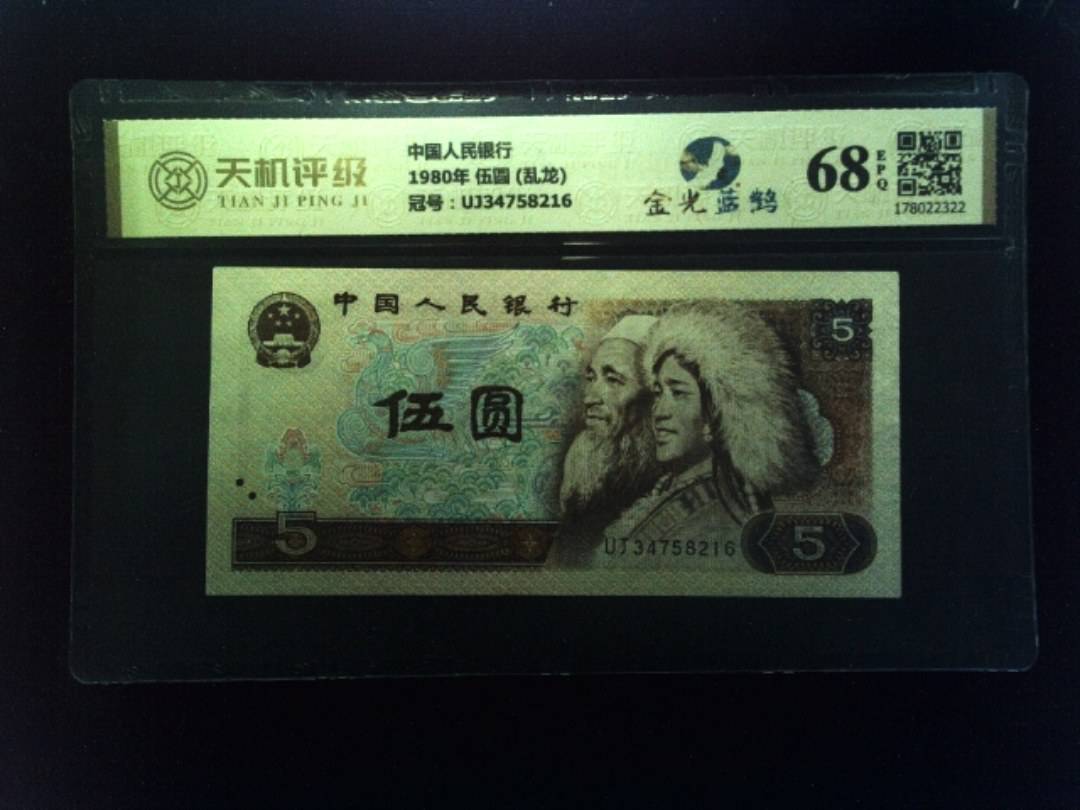 天机评级
TIAN JI PING JI
中国人民银行
1980年 伍圆 (乱龙)
冠号：UJ34758216
金光蓝鹤
68 EPQ
178022322
中国人民银行
5
伍圆
5
UJ34758216
5